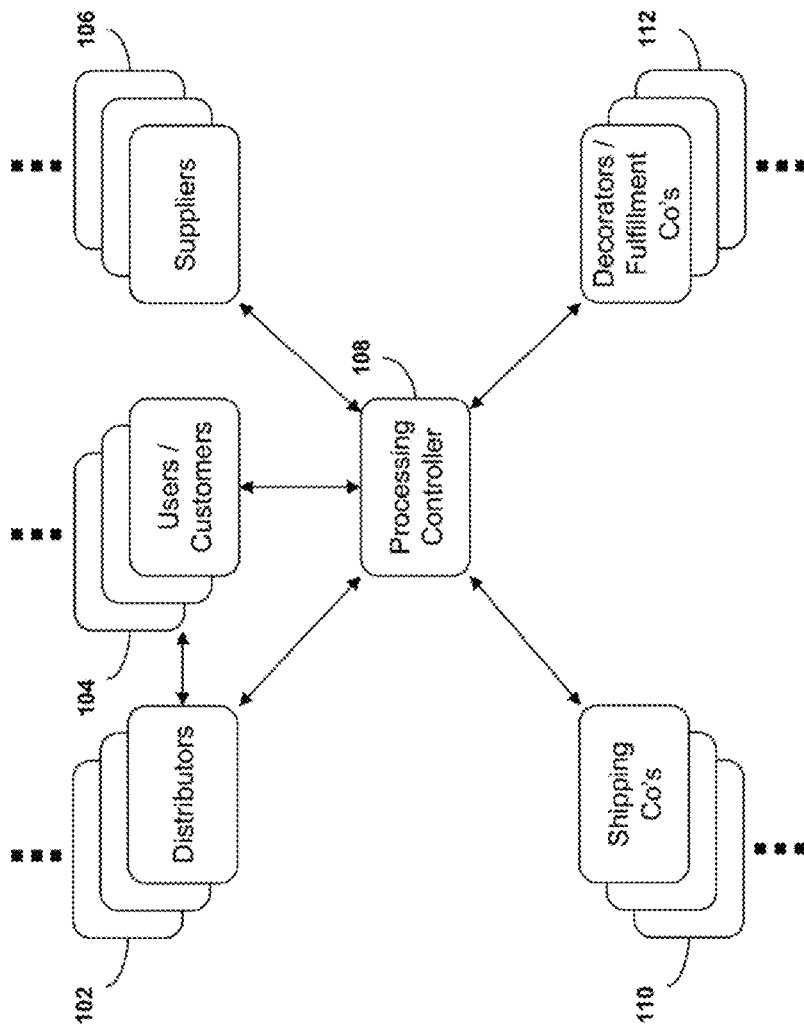 102
Distributors
104
Users /
Customers
106
Suppliers
108
Processing
Controller
110
Shipping
Co's
112
Decorators /
Fulfillment
Co's